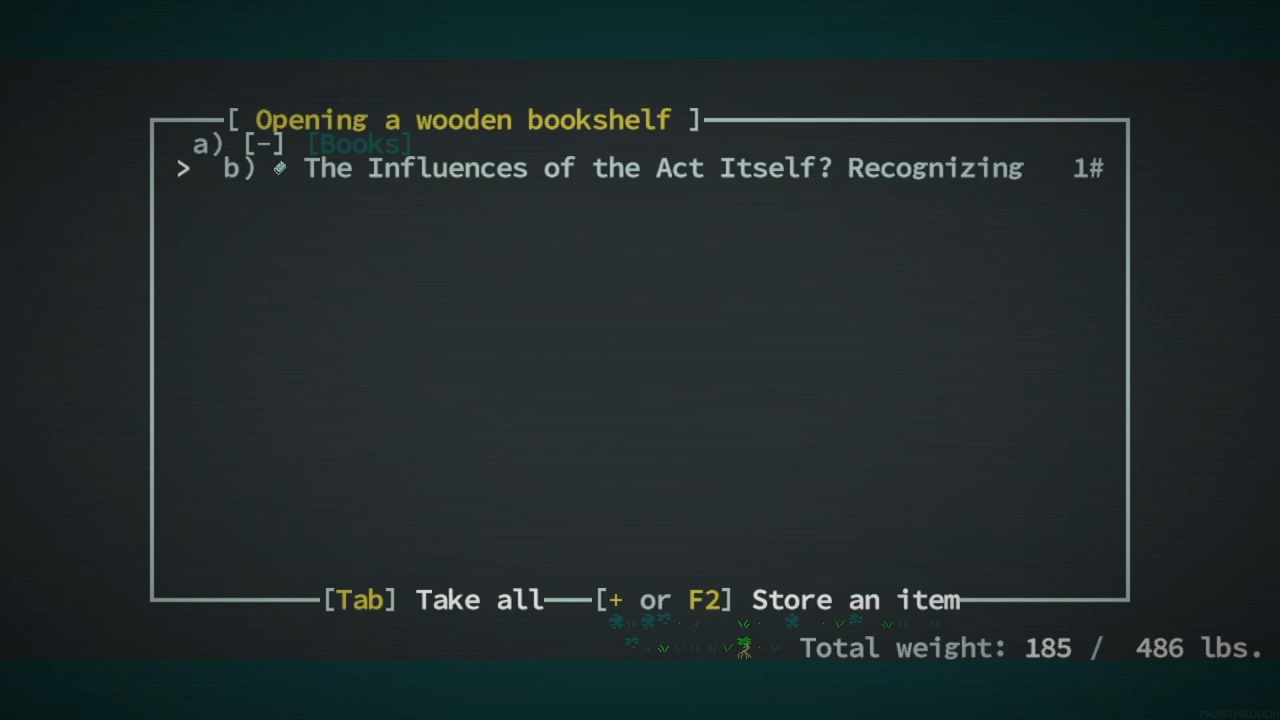 [ Opening a wooden bookshelf ]
a) [-] [Books]
> b) The Influences of the Act Itself? Recognizing 1#
[Tab] Take all [+ or F2] Store an item
Total weight: 185 / 486 lbs.